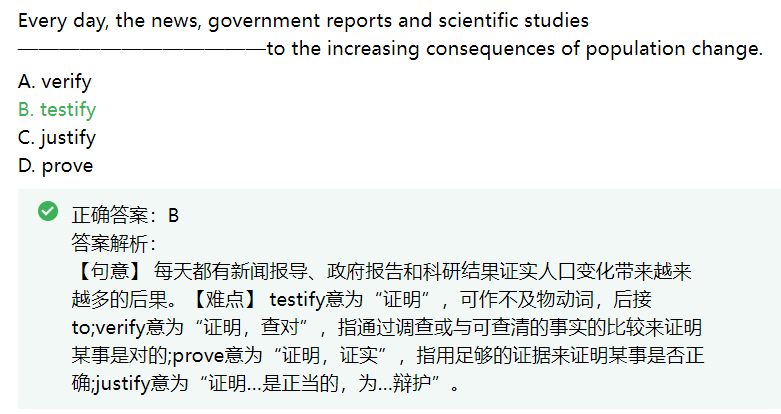 Every day, the news, government reports and scientific studies
————————————to the increasing consequences of population change.
A. verify
B. testify
C. justify
D. prove
正确答案：B
答案解析：
【句意】 每天都有新闻报导、政府报告和科研结果证实人口变化带来越来
越多的后果。【难点】 testify意为“证明”，可作不及物动词，后接
to;verify意为“证明，查对”，指通过调查或与可查清的事实的比较来证明
某事是对的;prove意为“证明，证实”，指用足够的证据来证明某事是否正
确;justify意为“证明...是正当的，为...辩护”。